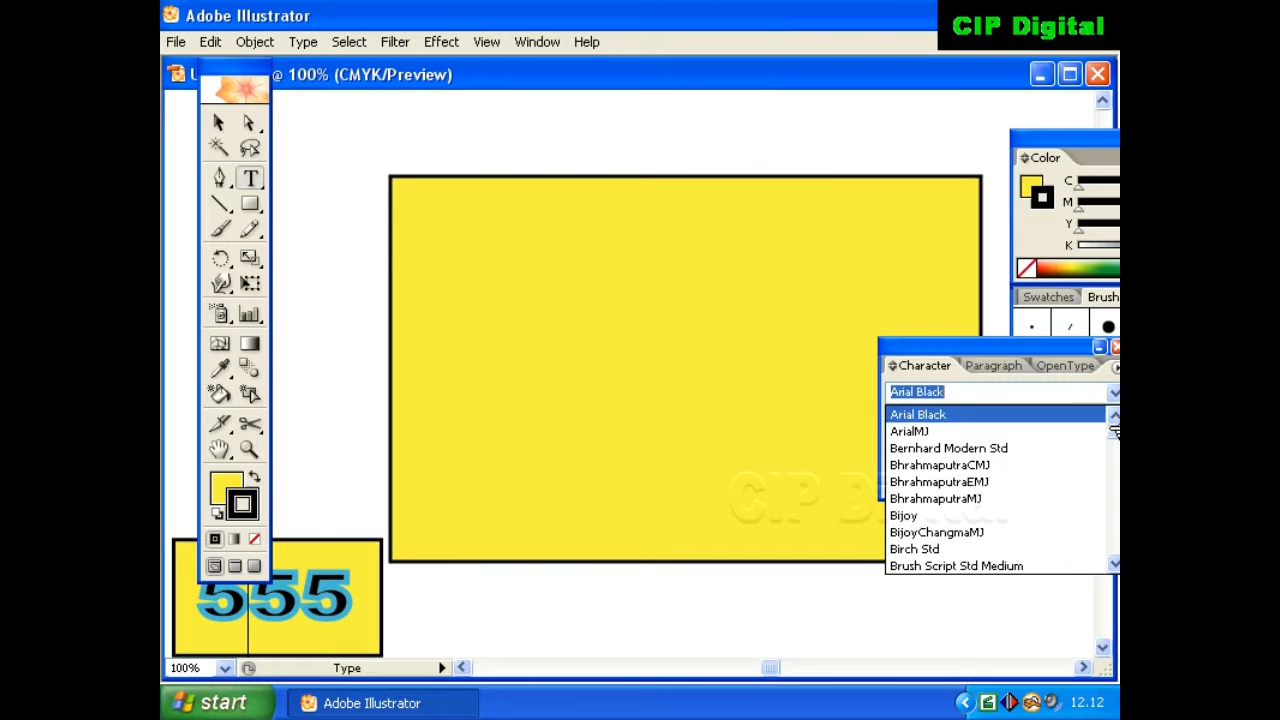 Adobe Illustrator
CIP Digital
File Edit Object Type Select Filter Effect View Window Help
@ 100% (CMYK/Preview)
Color
C
M
Y
K
T
Swatches
Character Paragraph OpenType
Arial Black
Arial Black
ArialMJ
Bernhard Modern Std
BhrahmaputraCMJ
BhrahmaputraEMJ
BhrahmaputraMJ
Bijoy
BijoyChangmaMJ
Birch Std
Brush Script Std Medium
CIP D
555
100% Type
start Adobe Illustrator 12.12